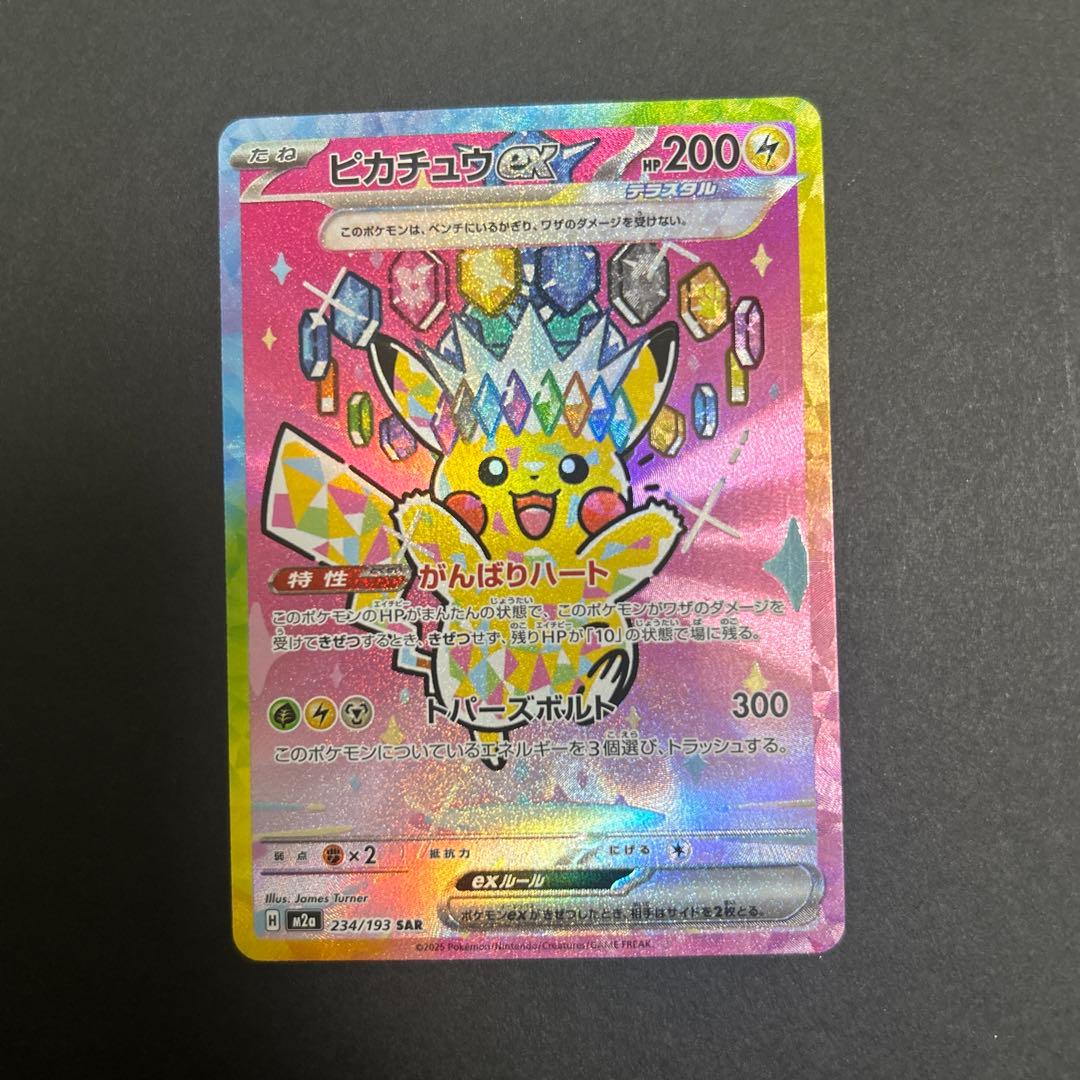 たね
ピカチュウex
HP 200
テラスタル
このポケモンは、ベンチにいるかぎり、ワザのダメージを受けない。
特性 がんばりハート
このポケモンのHPがまんたんの状態で、このポケモンがワザのダメージを
受けてきぜつするとき、きぜつせず、残りHPが「10」の状態で場に残る。
トパーズボルト 300
このポケモンについているエネルギーを3個選び、トラッシュする。
弱点 ×2 抵抗力 にげる
exルール
ポケモンexがきぜつしたとき、相手はサイドを2枚とる。
Illus. James Turner
H m2a 234/193 SAR
©2025 Pokémon/Nintendo/Creatures/GAME FREAK